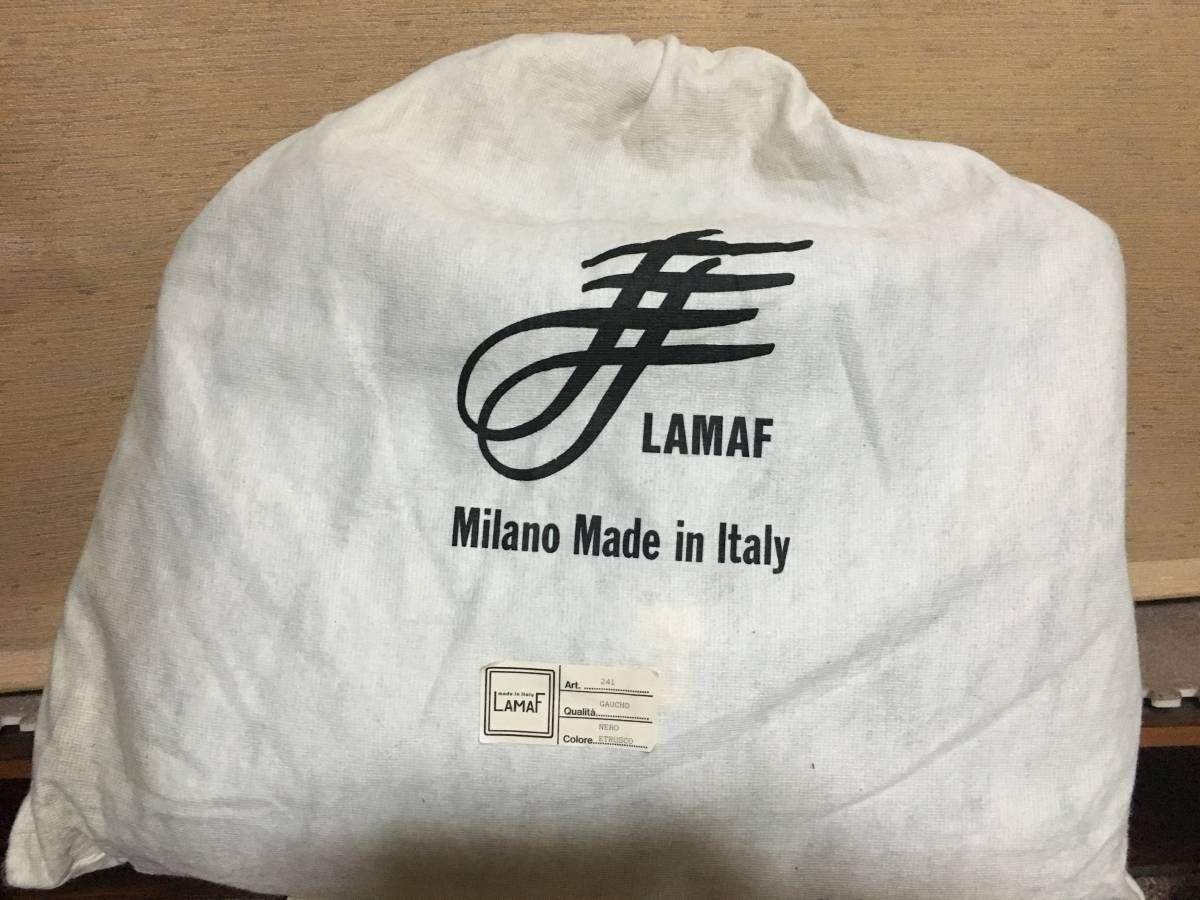 LAMAF
Milano Made in Italy
made in Italy
LAMAF
Art. 241
Qualità GAUCHO
NERO
Colore ETRUSCO